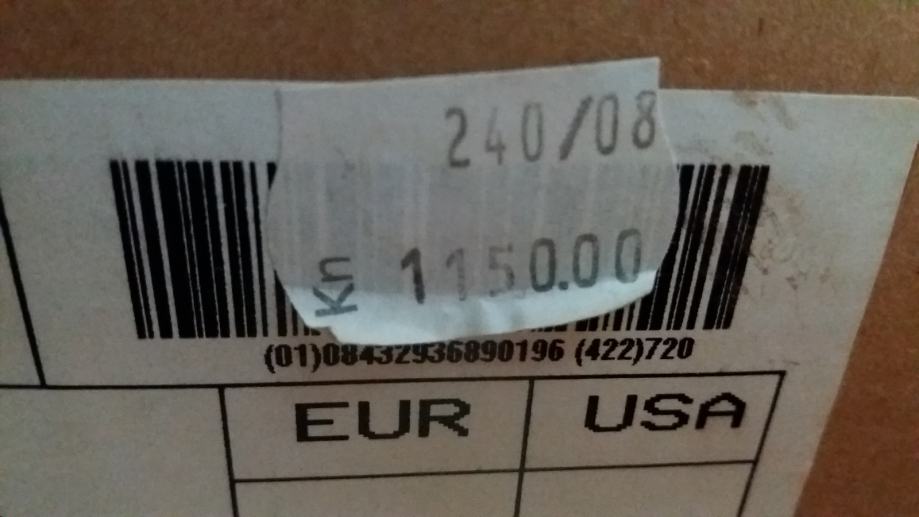 240/08
Kn 1150.00
(01)08432936890196 (422)720
EUR USA